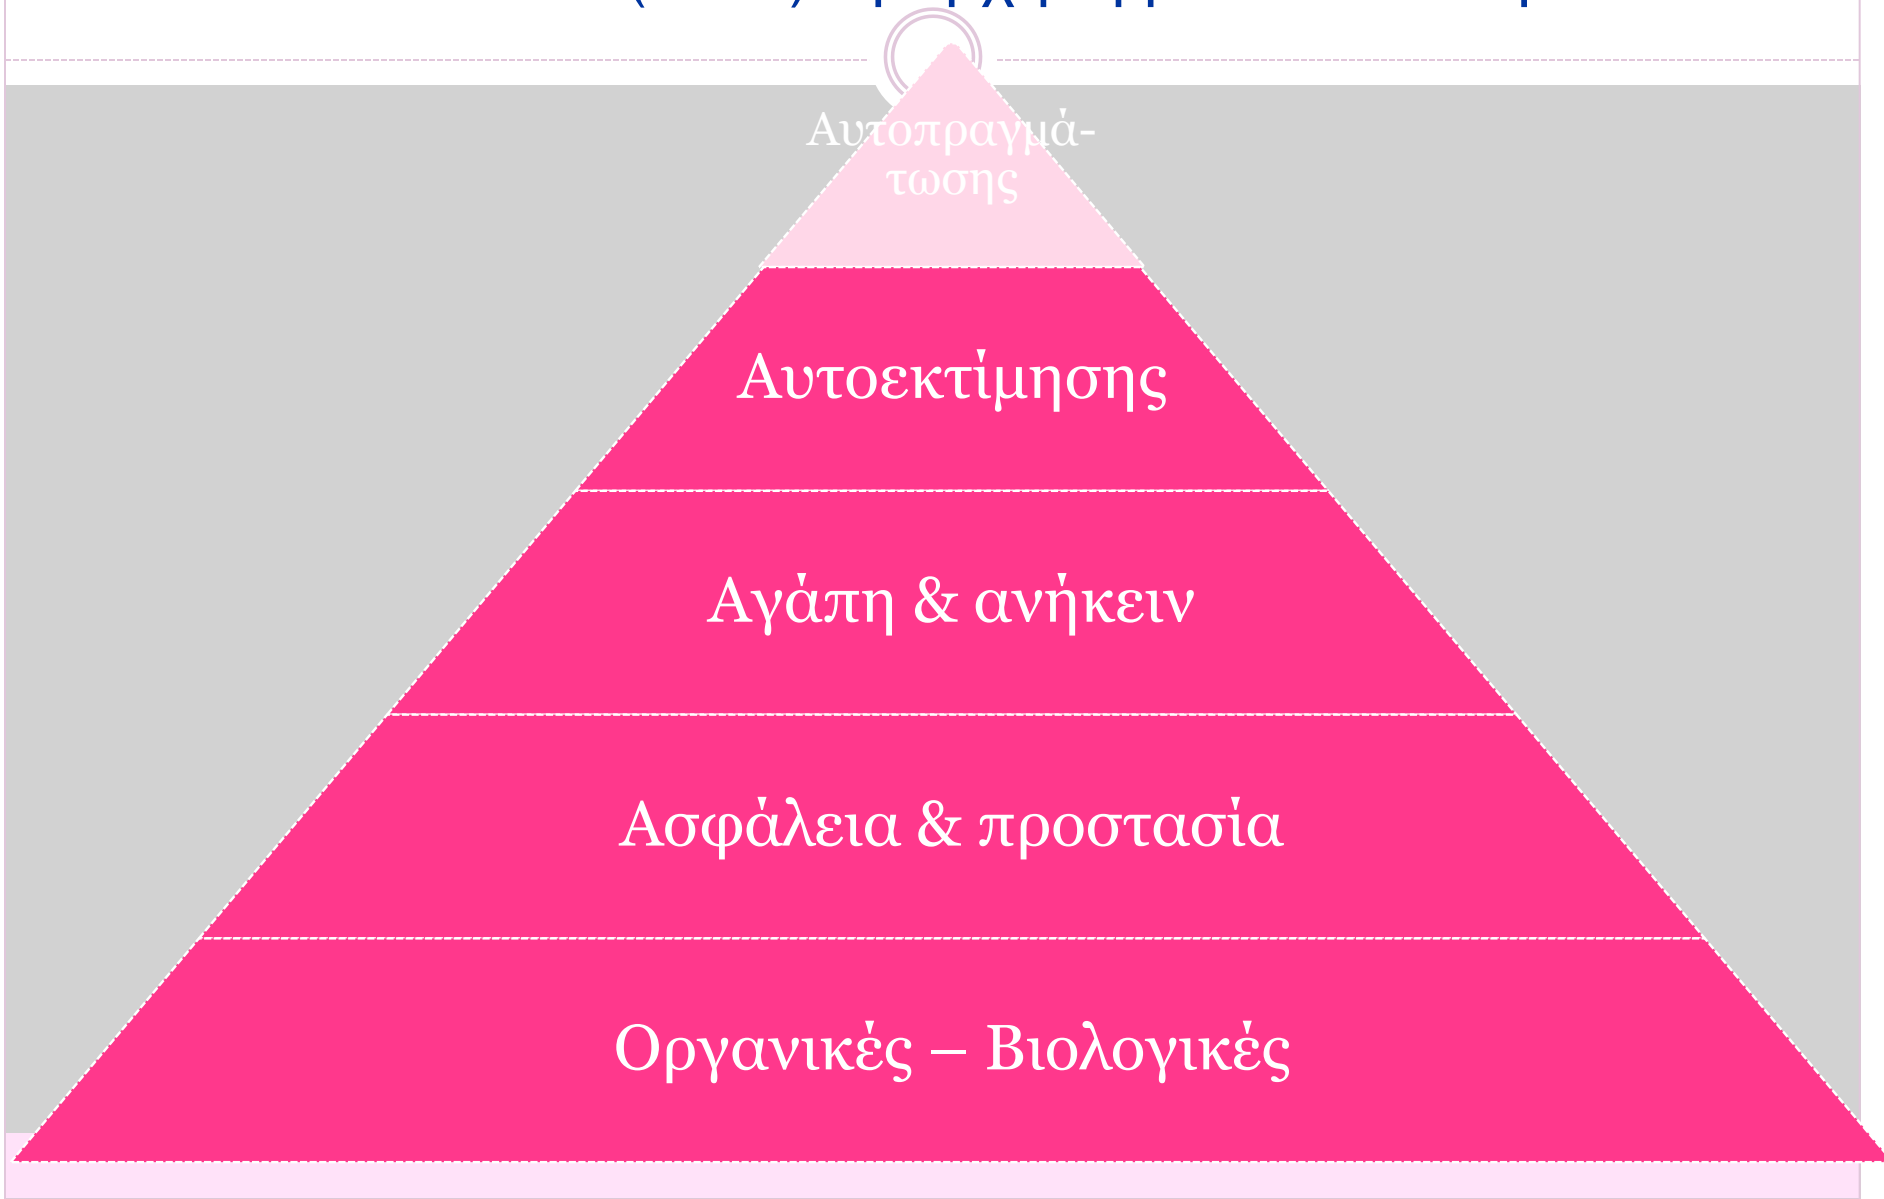 Αυτοπραγμά-
τωσης
Αυτοεκτίμησης
Αγάπη & ανήκειν
Ασφάλεια & προστασία
Οργανικές – Βιολογικές